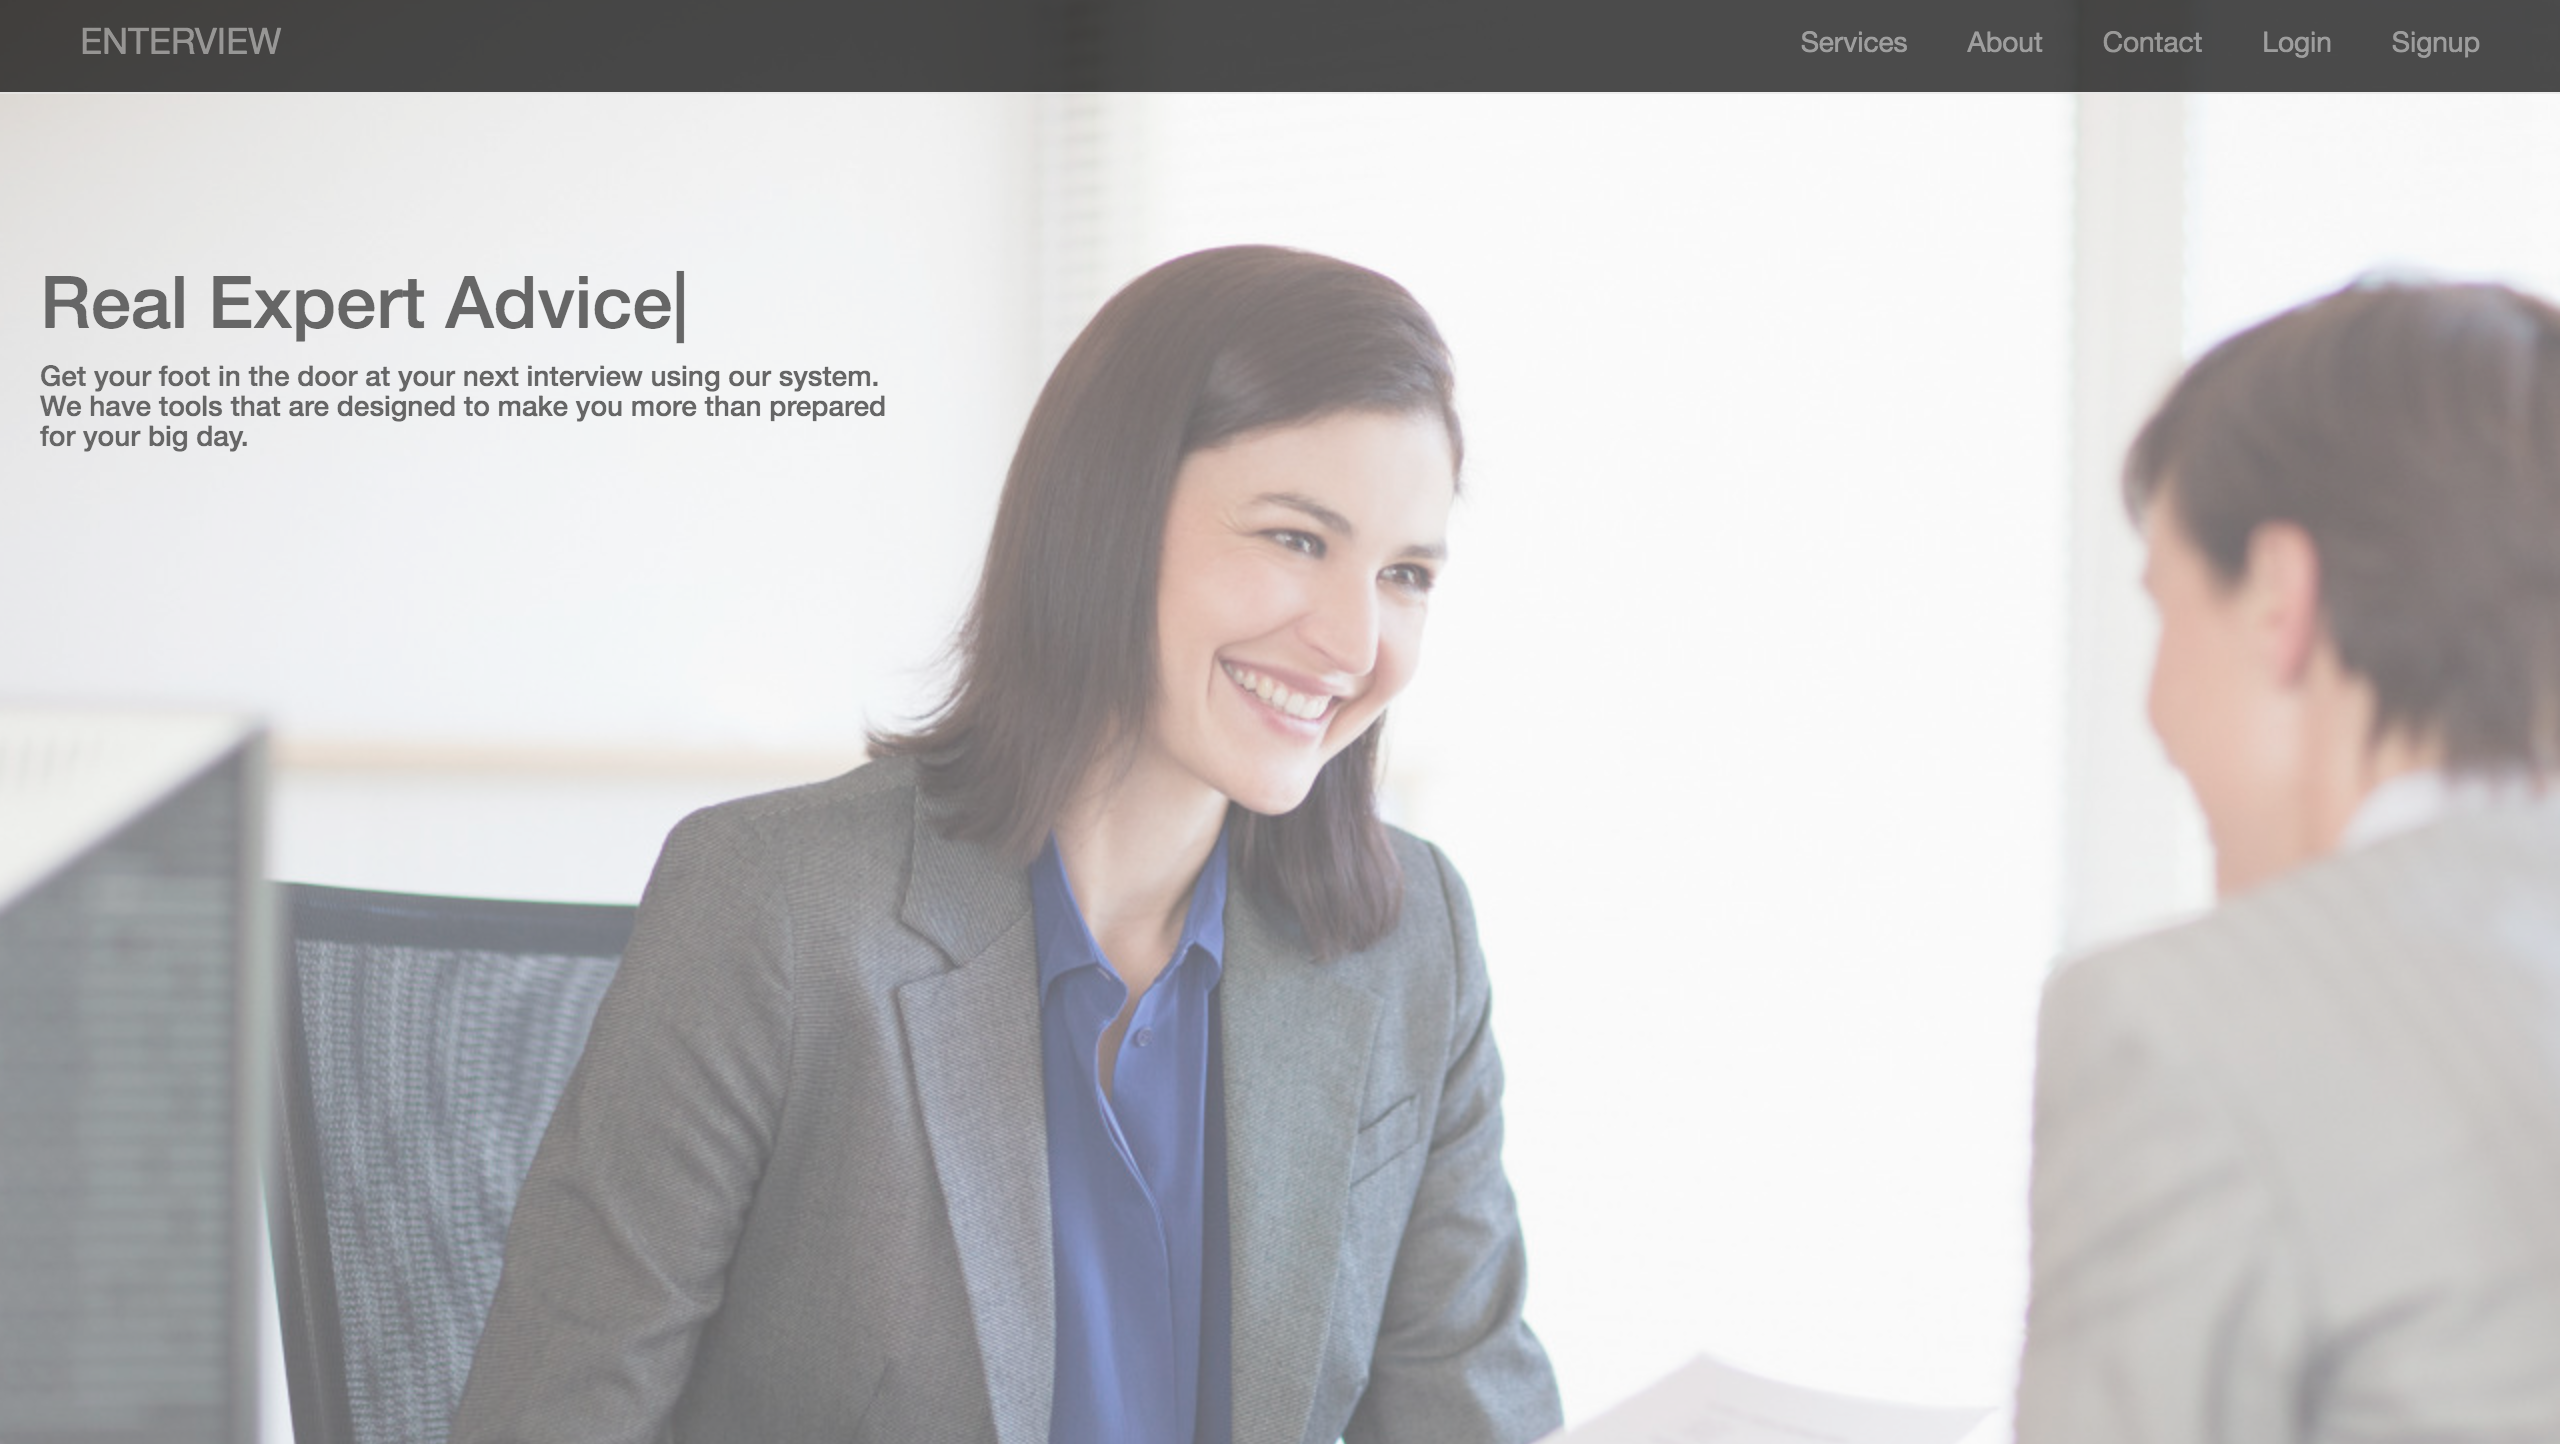 ENTERVIEW
Services About Contact Login Signup
Real Expert Advice|
Get your foot in the door at your next interview using our system.
We have tools that are designed to make you more than prepared
for your big day.